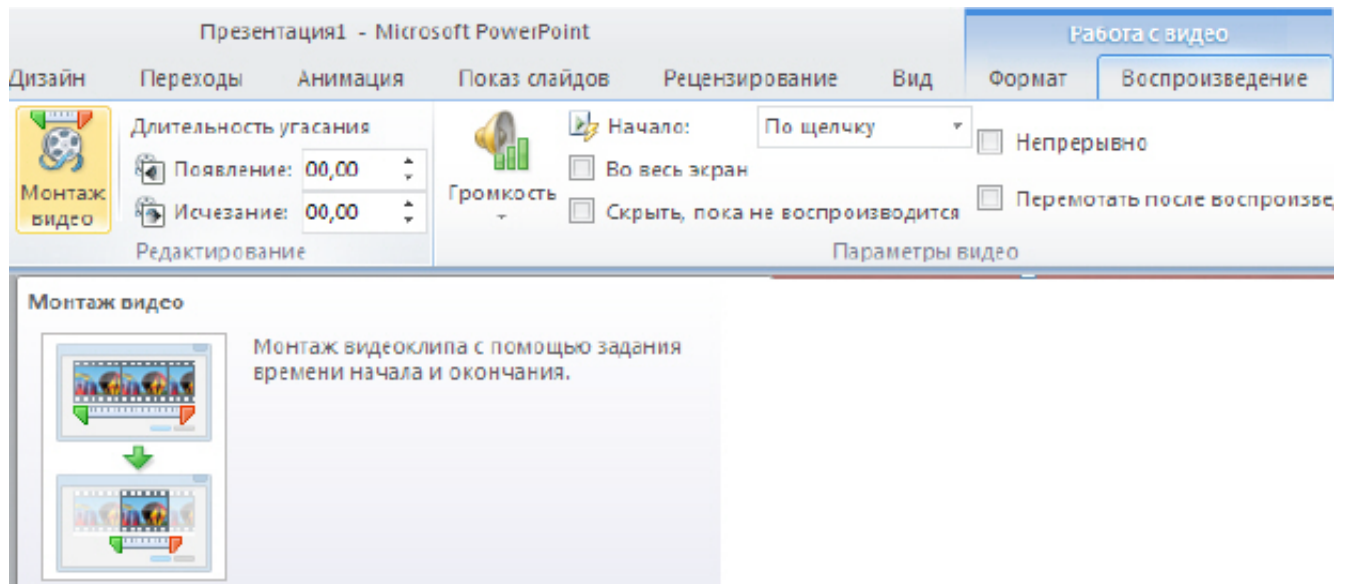 Презентация1 - Microsoft PowerPoint
Работа с видео
Дизайн Переходы Анимация Показ слайдов Рецензирование Вид Формат Воспроизведение
Монтаж видео
Длительность угасания
Появление: 00,00
Исчезание: 00,00
Редактирование
Громкость
Начало: По щелчку
Во весь экран
Скрыть, пока не воспроизводится
Непрерывно
Перемотать после воспроизве
Параметры видео
Монтаж видео
Монтаж видеоклипа с помощью задания
времени начала и окончания.